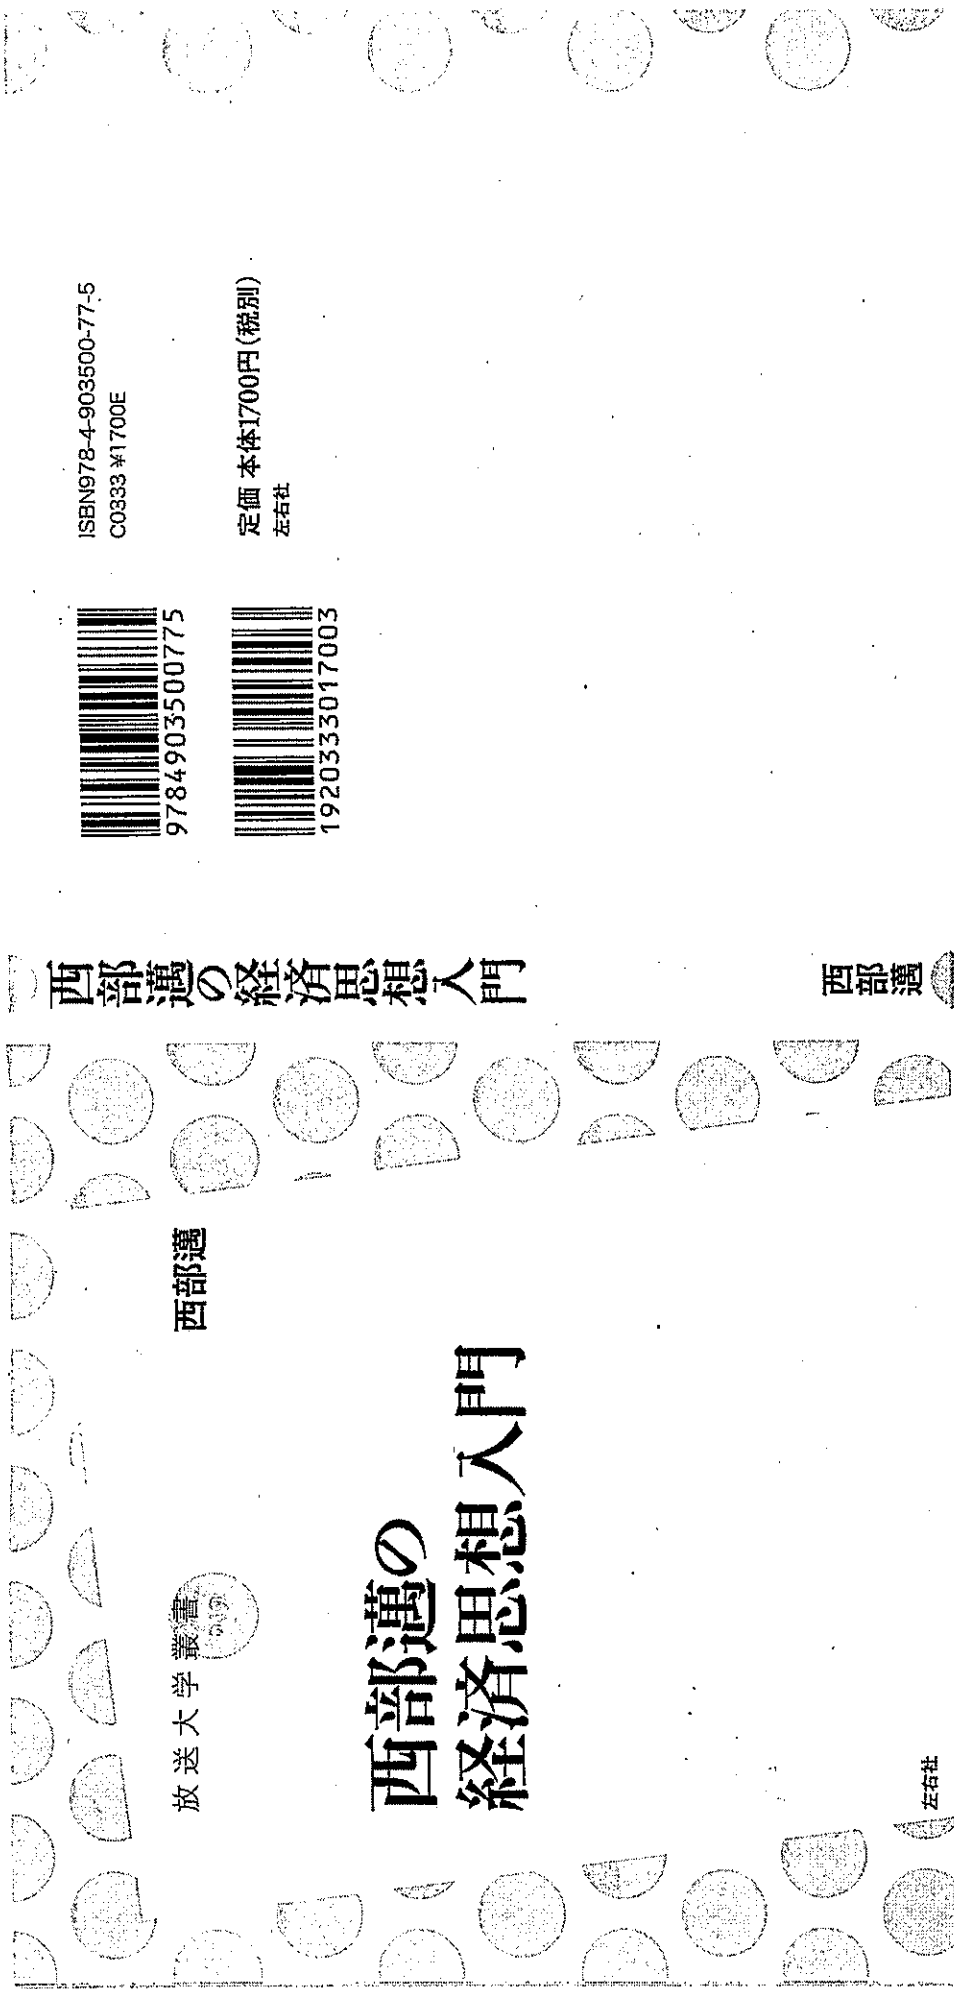 放送大学叢書
019
西部邁
西部邁の
経済思想入門
左右社
西部邁の経済思想入門
西部邁
ISBN978-4-903500-77-5
C0333 ¥1700E
定価 本体1700円(税別)
左右社
9784903500775
1920333017003